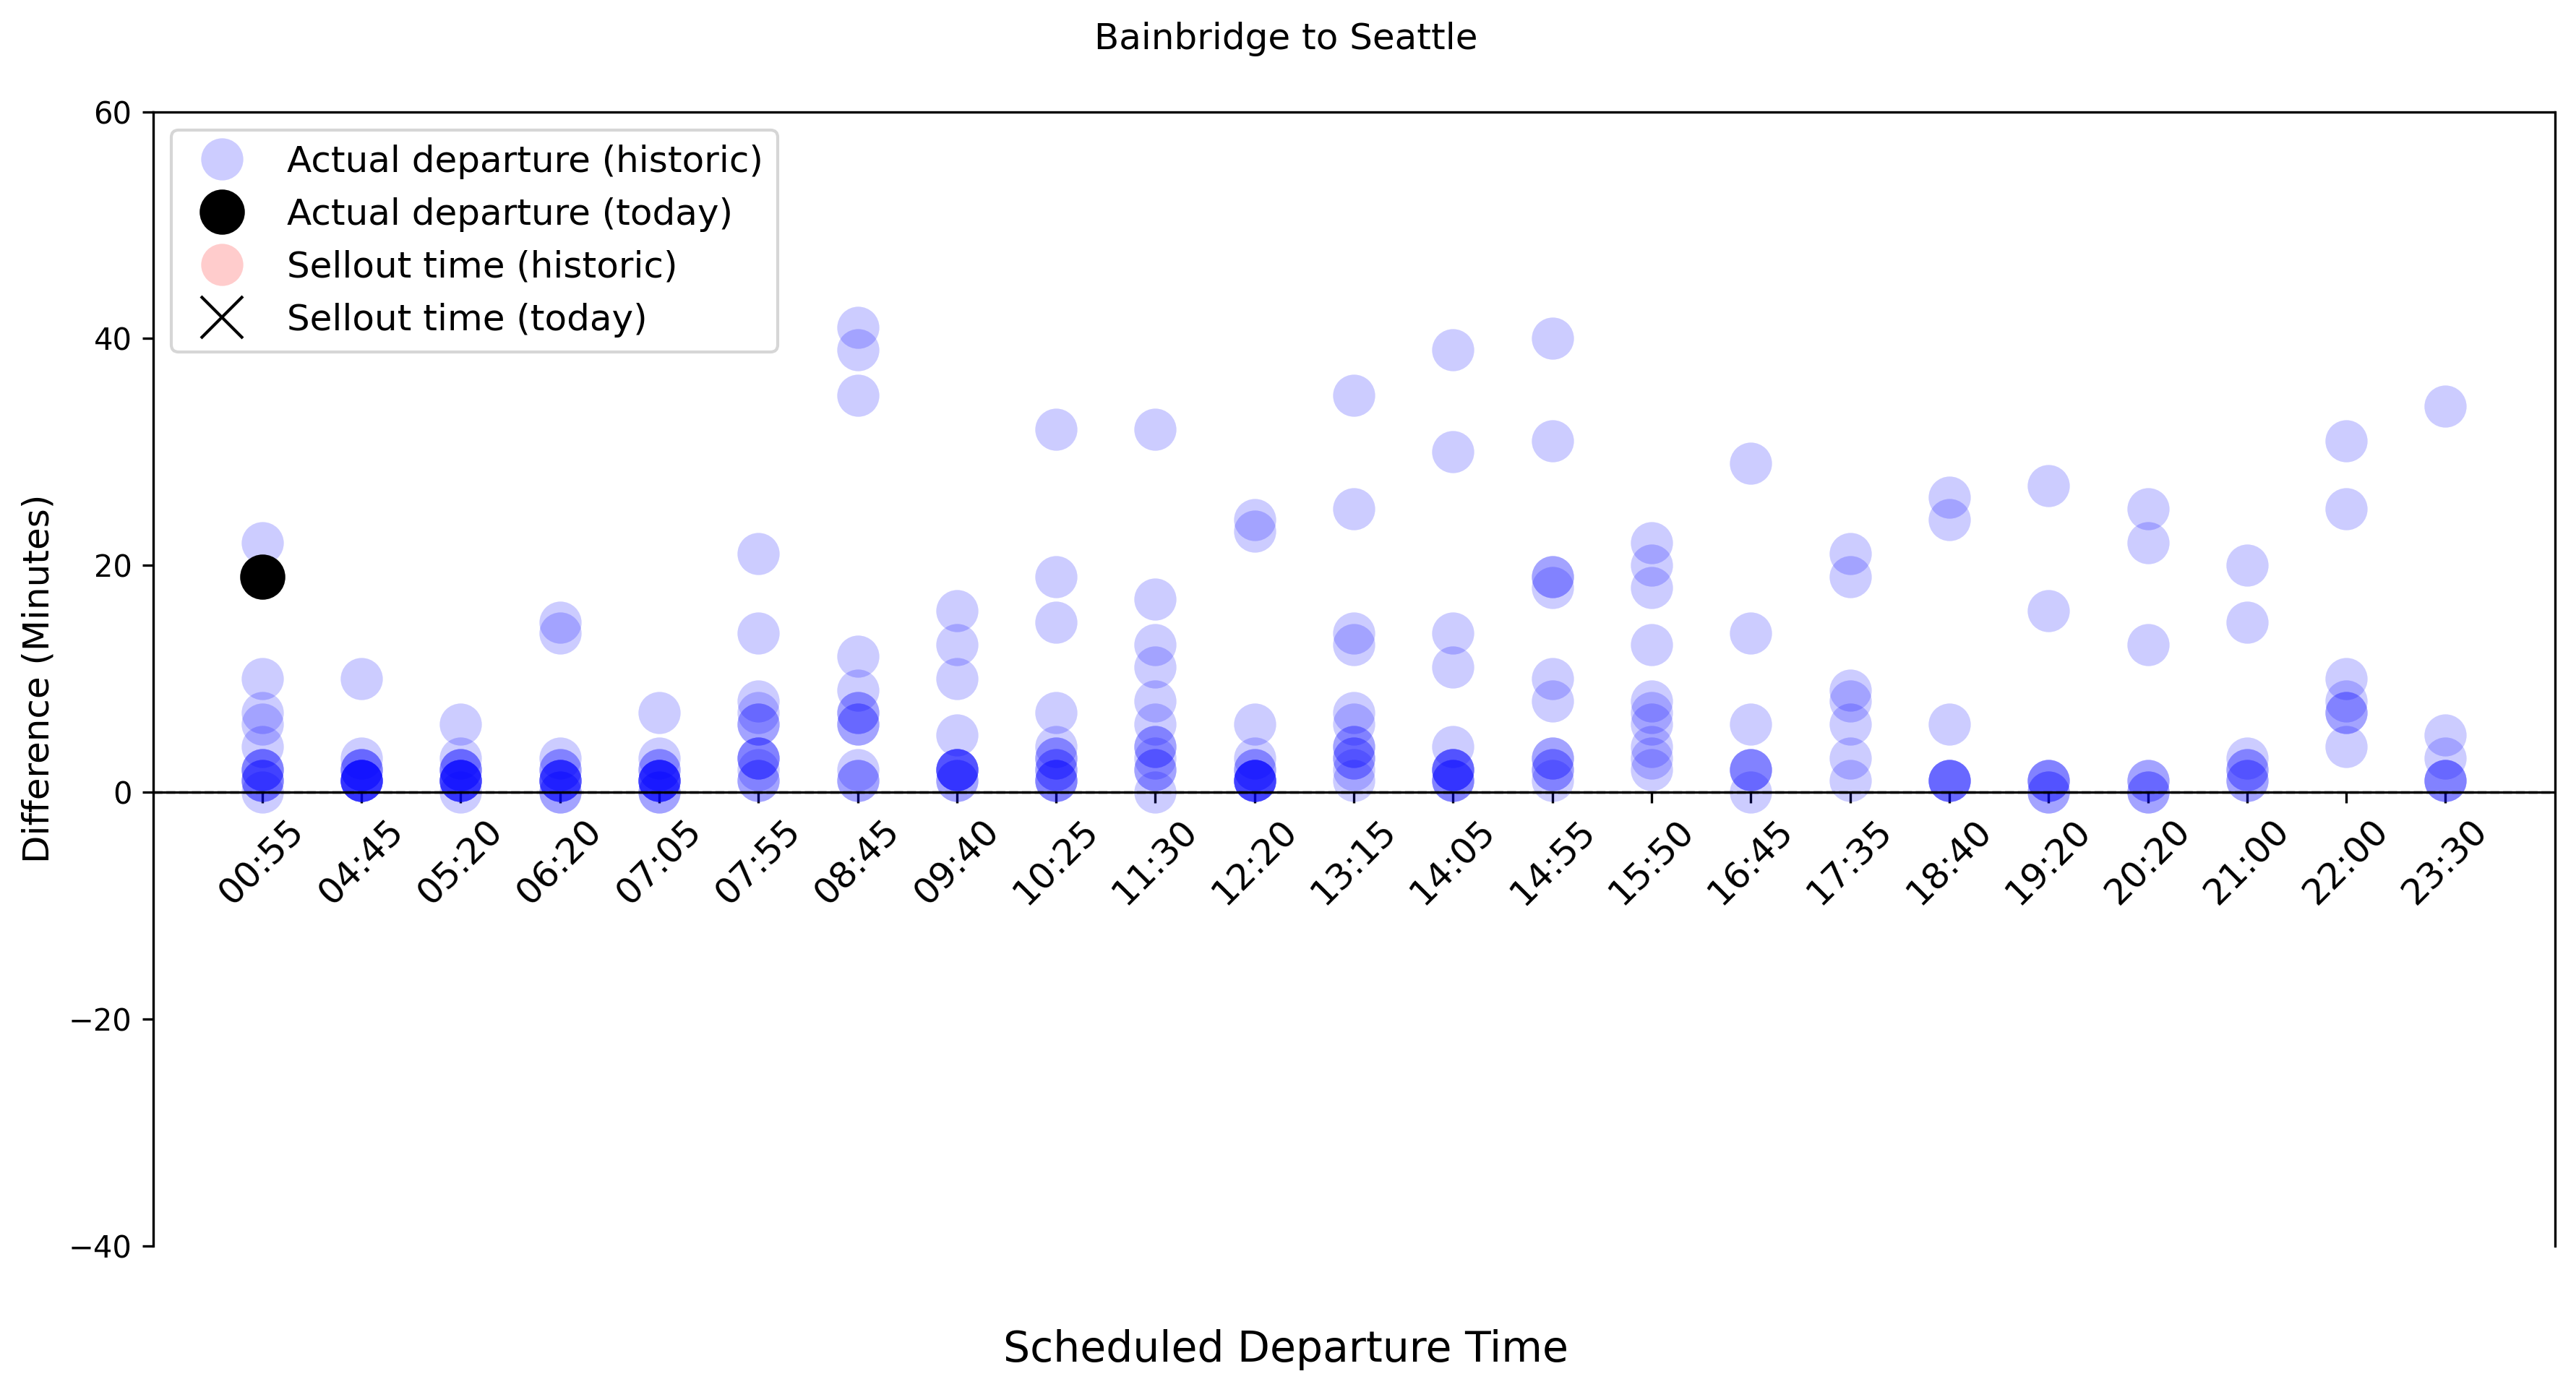 Bainbridge to Seattle
60
40
20
0
−20
−40
Difference (Minutes)
Actual departure (historic)
Actual departure (today)
Sellout time (historic)
Sellout time (today)
00:55 04:45 05:20 06:20 07:05 07:55 08:45 09:40 10:25 11:30 12:20 13:15 14:05 14:55 15:50 16:45 17:35 18:40 19:20 20:20 21:00 22:00 23:30
Scheduled Departure Time